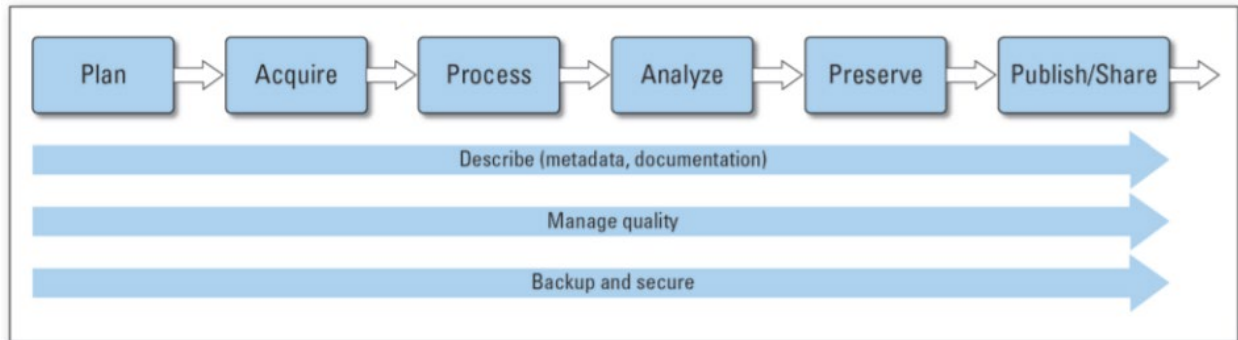 Plan
Acquire
Process
Analyze
Preserve
Publish/Share
Describe (metadata, documentation)
Manage quality
Backup and secure